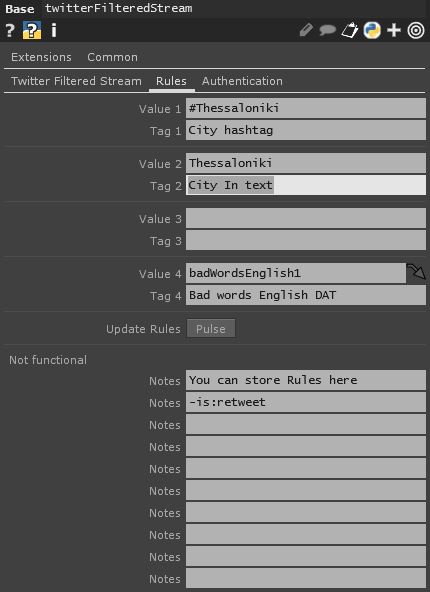 Base twitterFilteredStream
? ? i
Extensions Common
Twitter Filtered Stream Rules Authentication
Value 1 #Thessaloniki
Tag 1 City hashtag
Value 2 Thessaloniki
Tag 2 City In text
Value 3
Tag 3
Value 4 badWordsEnglish1
Tag 4 Bad words English DAT
Update Rules Pulse
Not functional
Notes You can store Rules here
Notes -is:retweet
Notes
Notes
Notes
Notes
Notes
Notes
Notes
Notes